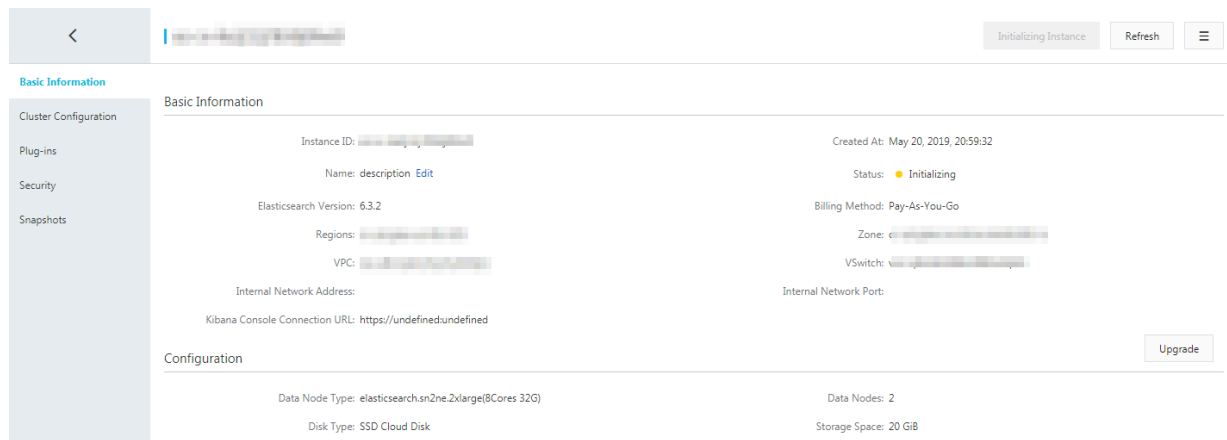 Initializing Instance Refresh
Basic Information
Cluster Configuration
Plug-ins
Security
Snapshots
Basic Information
Instance ID: Created At: May 20, 2019, 20:59:32
Name: description Edit Status: Initializing
Elasticsearch Version: 6.3.2 Billing Method: Pay-As-You-Go
Regions: Zone:
VPC: VSwitch:
Internal Network Address: Internal Network Port:
Kibana Console Connection URL: https://undefined:undefined
Configuration Upgrade
Data Node Type: elasticsearch.sn2ne.2xlarge(8Cores 32G) Data Nodes: 2
Disk Type: SSD Cloud Disk Storage Space: 20 GiB